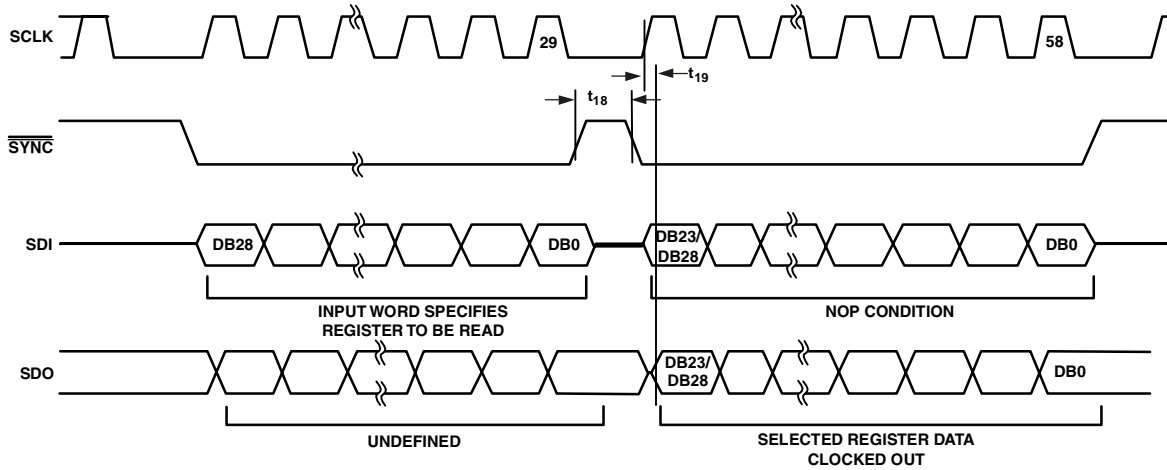 SCLK
29
58
t19
t18
SYNC
SDI
DB28
DB0
DB23/
DB28
DB0
INPUT WORD SPECIFIES
REGISTER TO BE READ
NOP CONDITION
SDO
DB23/
DB28
DB0
UNDEFINED
SELECTED REGISTER DATA
CLOCKED OUT